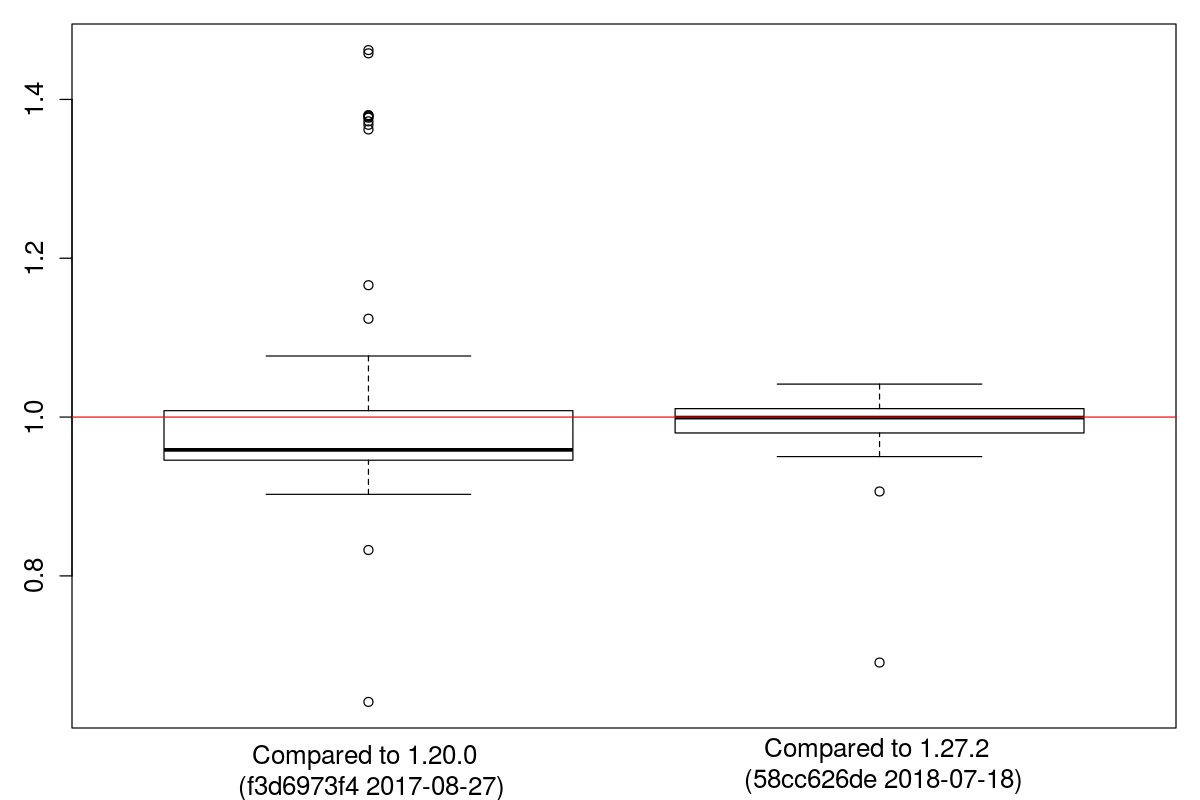 1.4
1.2
1.0
0.8
Compared to 1.20.0
(f3d6973f4 2017-08-27)
Compared to 1.27.2
(58cc626de 2018-07-18)